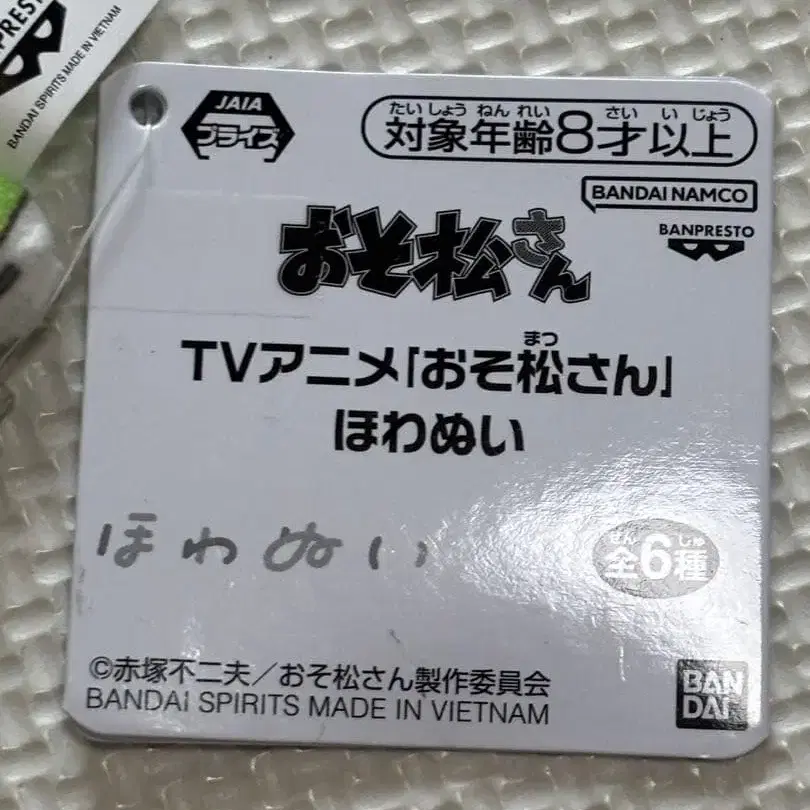 BANPRESTO
BANDAI SPIRITS MADE IN VIETNAM
JAIA
プライズ
たいしょうねんれい さい いじょう
対象年齢8才以上
BANDAI NAMCO
BANPRESTO
おそ松さん
まつ
TVアニメ「おそ松さん」
ほわぬい
ほわぬい
ぜん しゅ
全6種
©赤塚不二夫/おそ松さん製作委員会
BANDAI SPIRITS MADE IN VIETNAM
BAN
DAI